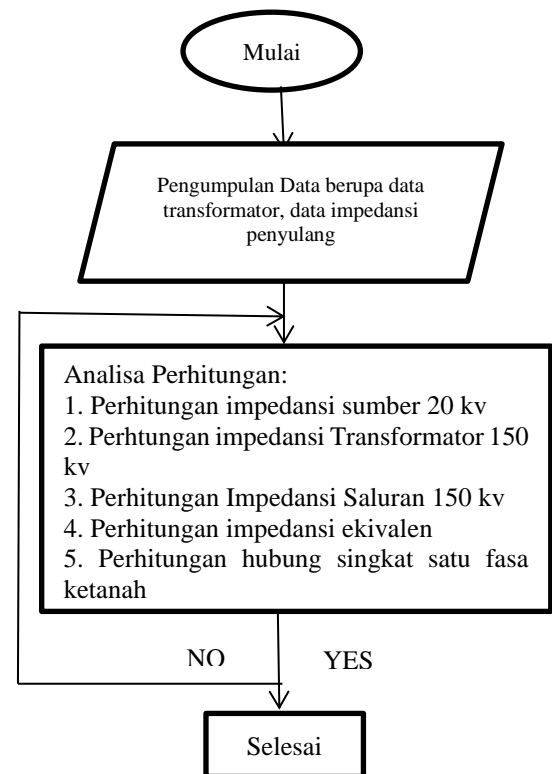 Mulai
Pengumpulan Data berupa data
transformator, data impedansi
penyulang
Analisa Perhitungan:
1. Perhitungan impedansi sumber 20 kv
2. Perhtungan impedansi Transformator 150
kv
3. Perhitungan Impedansi Saluran 150 kv
4. Perhitungan impedansi ekivalen
5. Perhitungan hubung singkat satu fasa
ketanah
NO YES
Selesai